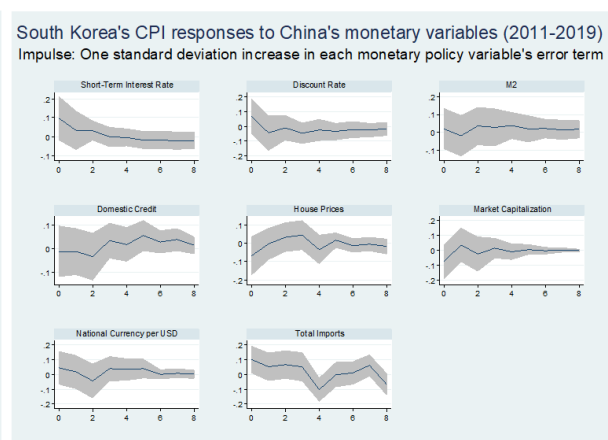 South Korea's CPI responses to China's monetary variables (2011-2019)
Impulse: One standard deviation increase in each monetary policy variable's error term
Short-Term Interest Rate
.2
.1
0
-.1
0 2 4 6 8
Discount Rate
.2
.1
0
-.1
-.2
0 2 4 6 8
M2
.2
.1
0
-.1
0 2 4 6 8
Domestic Credit
.1
0
-.1
0 2 4 6 8
House Prices
.1
0
-.1
-.2
0 2 4 6 8
Market Capitalization
.2
.1
0
-.1
-.2
0 2 4 6 8
National Currency per USD
.2
.1
0
-.1
-.2
0 2 4 6 8
Total Imports
.2
.1
0
-.1
-.2
0 2 4 6 8